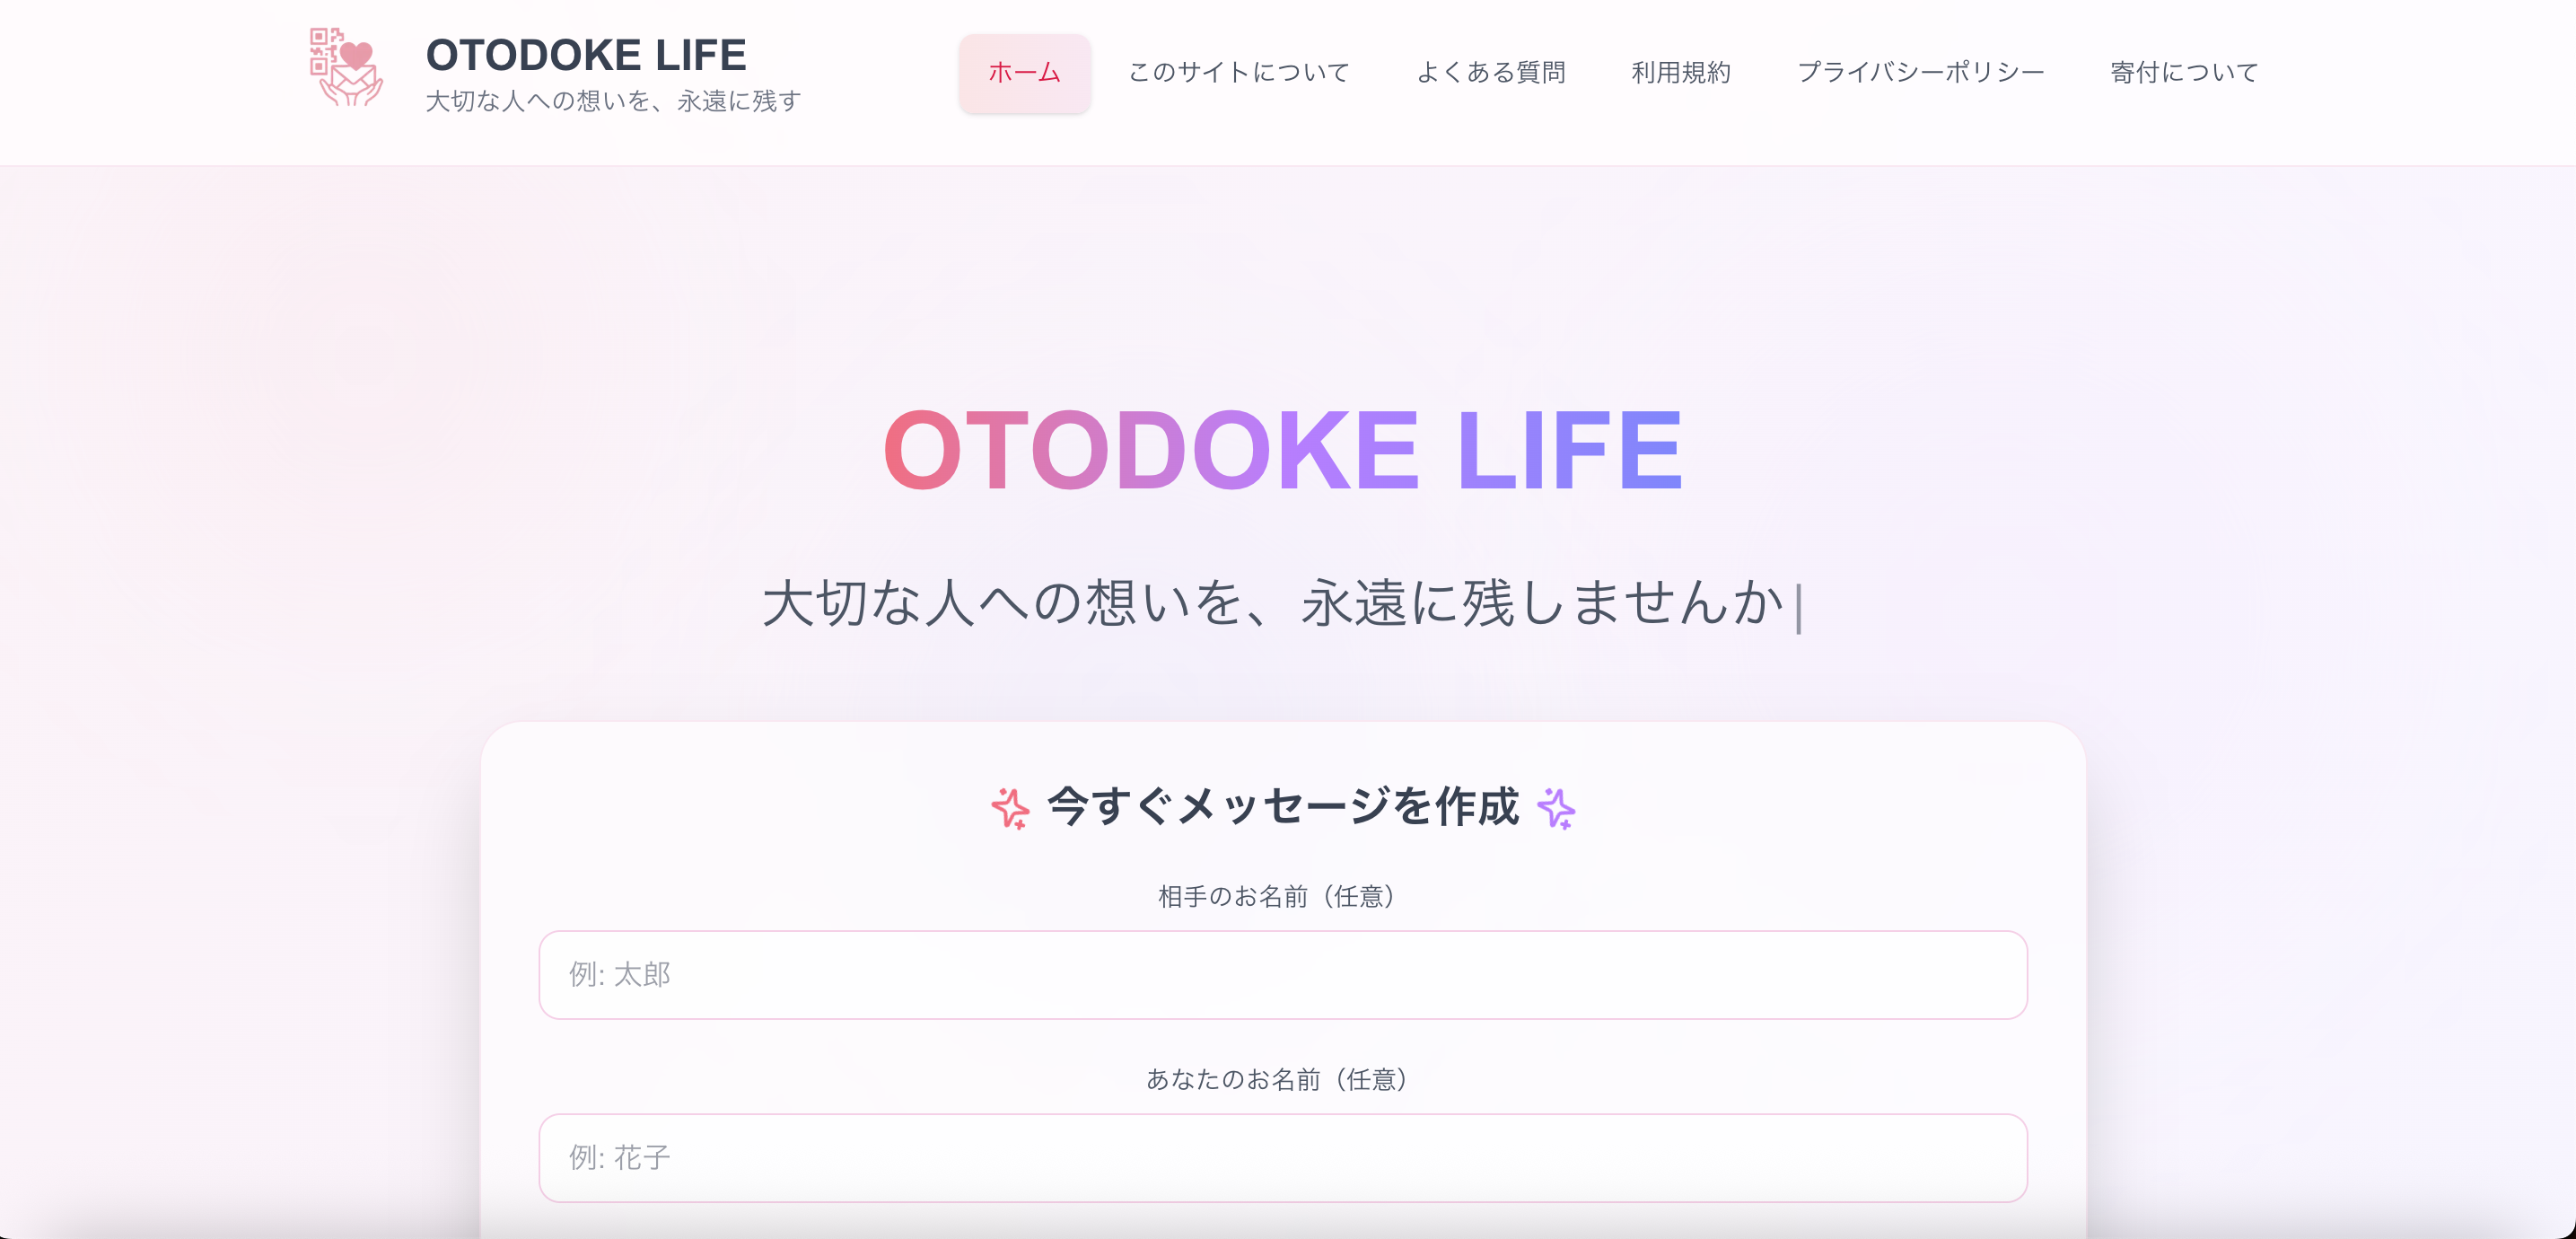 OTODOKE LIFE
大切な人への想いを、永遠に残す
ホーム
このサイトについて
よくある質問
利用規約
プライバシーポリシー
寄付について
OTODOKE LIFE
大切な人への想いを、永遠に残しませんか|
今すぐメッセージを作成
相手のお名前（任意）
例: 太郎
あなたのお名前（任意）
例: 花子